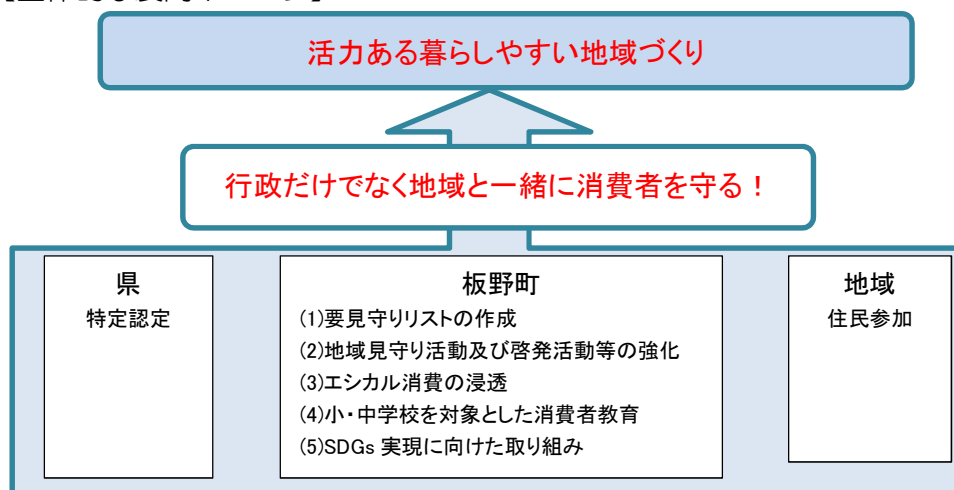 活力ある暮らしやすい地域づくり
行政だけでなく地域と一緒に消費者を守る！
県
特定認定
板野町
(1)要見守りリストの作成
(2)地域見守り活動及び啓発活動等の強化
(3)エシカル消費の浸透
(4)小・中学校を対象とした消費者教育
(5)SDGs 実現に向けた取り組み
地域
住民参加